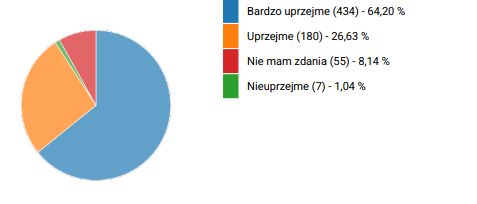 Bardzo uprzejme (434) - 64,20 %
Uprzejme (180) - 26,63 %
Nie mam zdania (55) - 8,14 %
Nieuprzejme (7) - 1,04 %